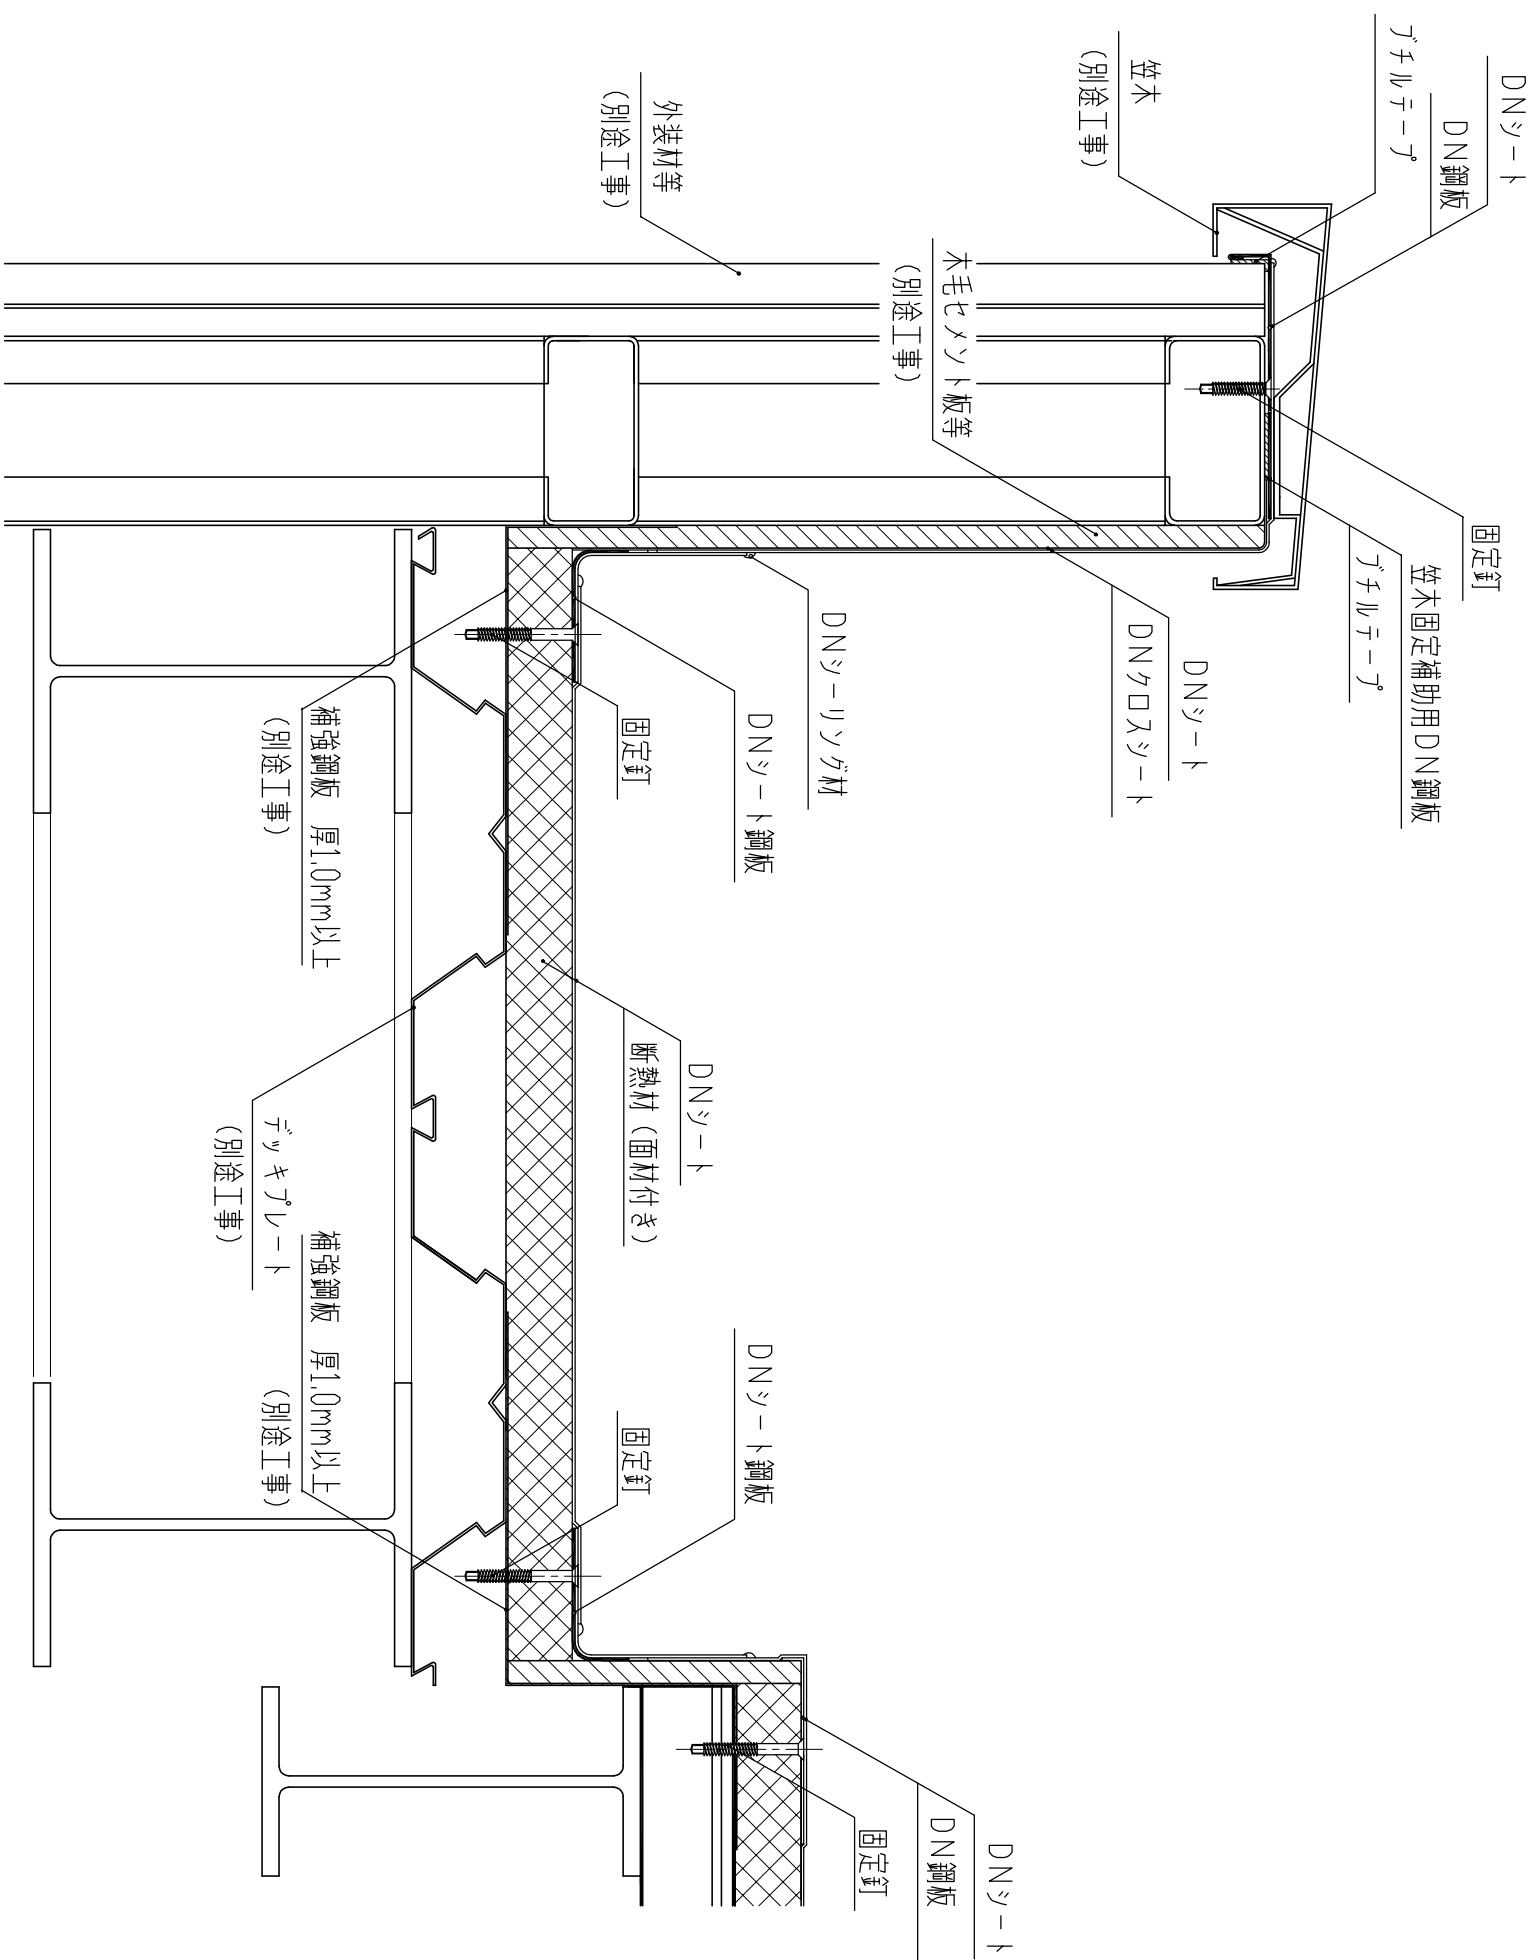 DNシート
DN鋼板
ブチルテープ
笠木
(別途工事)
外装材等
(別途工事)
木毛セメント板等
(別途工事)
固定釘
笠木固定補助用DN鋼板
ブチルテープ
DNシート
DNクロスシート
DNシーリング材
DNシート鋼板
固定釘
補強鋼板 厚1.0mm以上
(別途工事)
DNシート
断熱材(面材付き)
デッキプレート
(別途工事)
補強鋼板 厚1.0mm以上
(別途工事)
DNシート鋼板
固定釘
DNシート
DN鋼板
固定釘